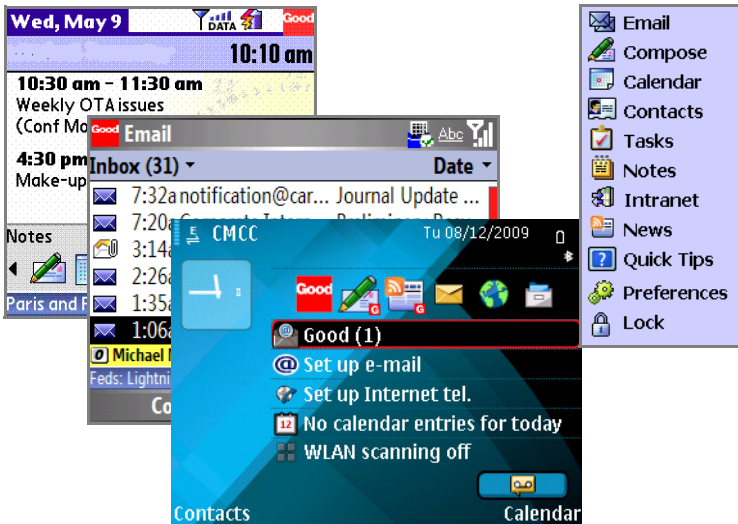 Wed, May 9
DATA
Good
10:10 am
10:30 am - 11:30 am
Weekly OTA issues
(Conf
4:30 pm
Make-up
Notes
Paris and
Good Email
Abc
Inbox (31)
Date
7:32a notification@car... Journal Update ...
7:20a
3:14a
2:26a
1:35a
1:06a
Michael
Feds:
E
CMCC
Tu 08/12/2009
Good
G
G
Good (1)
Set up e-mail
Set up Internet tel.
12 No calendar entries for today
WLAN scanning off
Contacts
Calendar
Email
Compose
Calendar
Contacts
Tasks
Notes
Intranet
News
? Quick Tips
Preferences
Lock